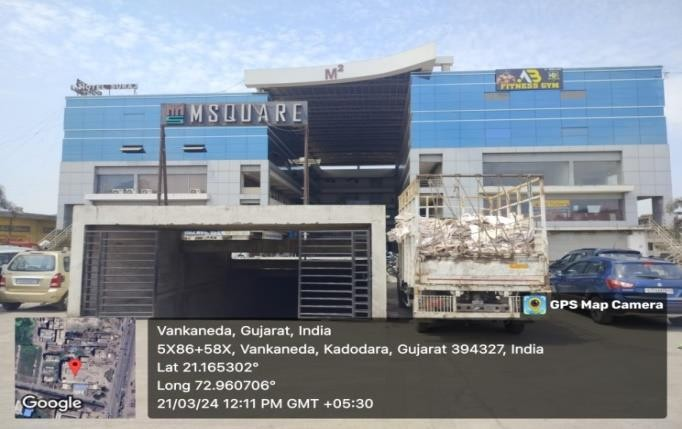 M²
HOTEL SURAJ
AB
FITNESS GYM
MSQUARE
GPS Map Camera
Vankaneda, Gujarat, India
5X86+58X, Vankaneda, Kadodara, Gujarat 394327, India
Lat 21.165302°
Long 72.960706°
21/03/24 12:11 PM GMT +05:30
Google